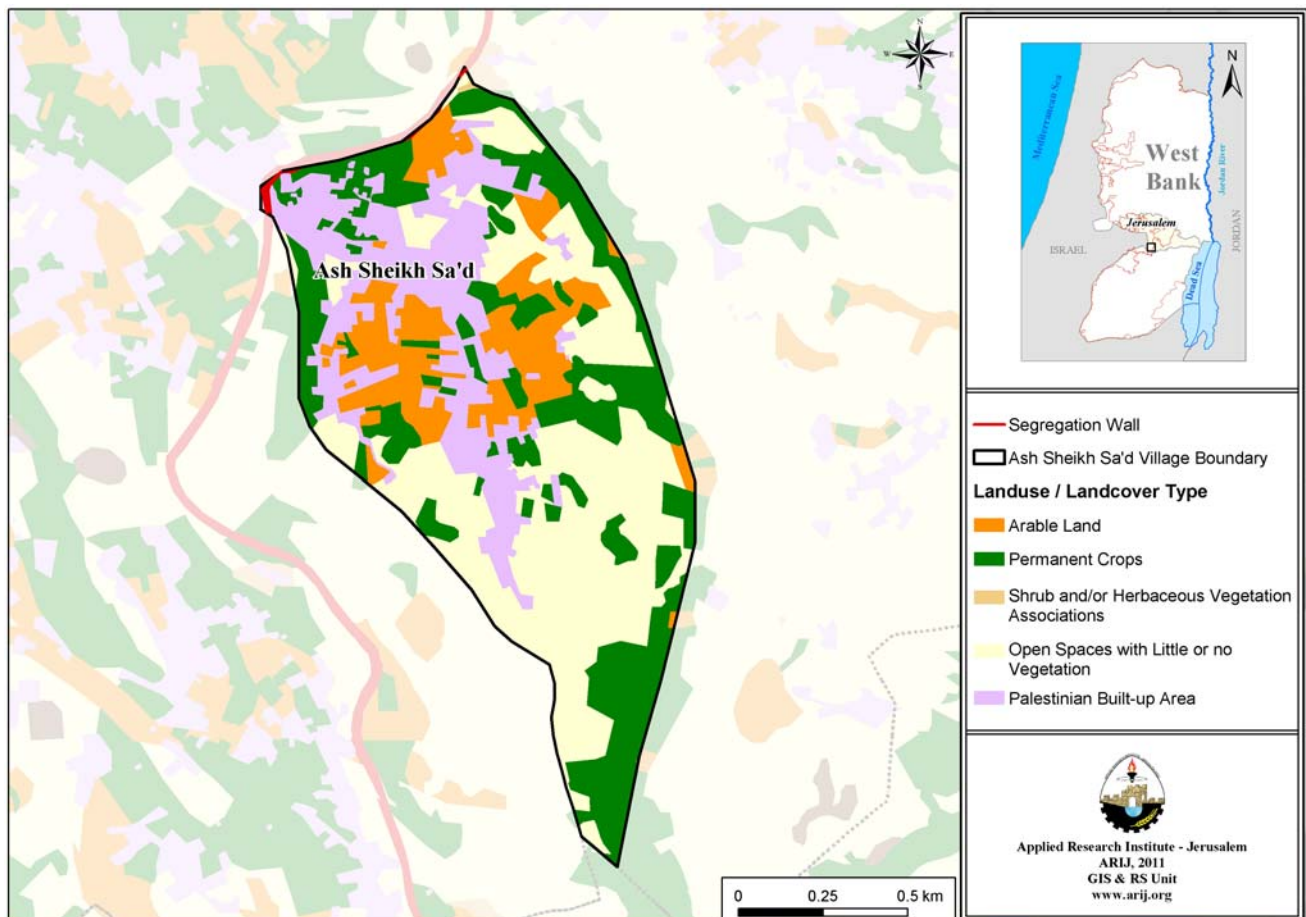 N
W
E
S
Ash Sheikh Sa'd
0 0.25 0.5 km
N
Mediterranean Sea
West
Bank
Jordan River
Jerusalem
ISRAEL
JORDAN
Dead Sea
Segregation Wall
Ash Sheikh Sa'd Village Boundary
Landuse / Landcover Type
Arable Land
Permanent Crops
Shrub and/or Herbaceous Vegetation
Associations
Open Spaces with Little or no
Vegetation
Palestinian Built-up Area
Applied Research Institute - Jerusalem
ARIJ, 2011
GIS & RS Unit
www.arij.org